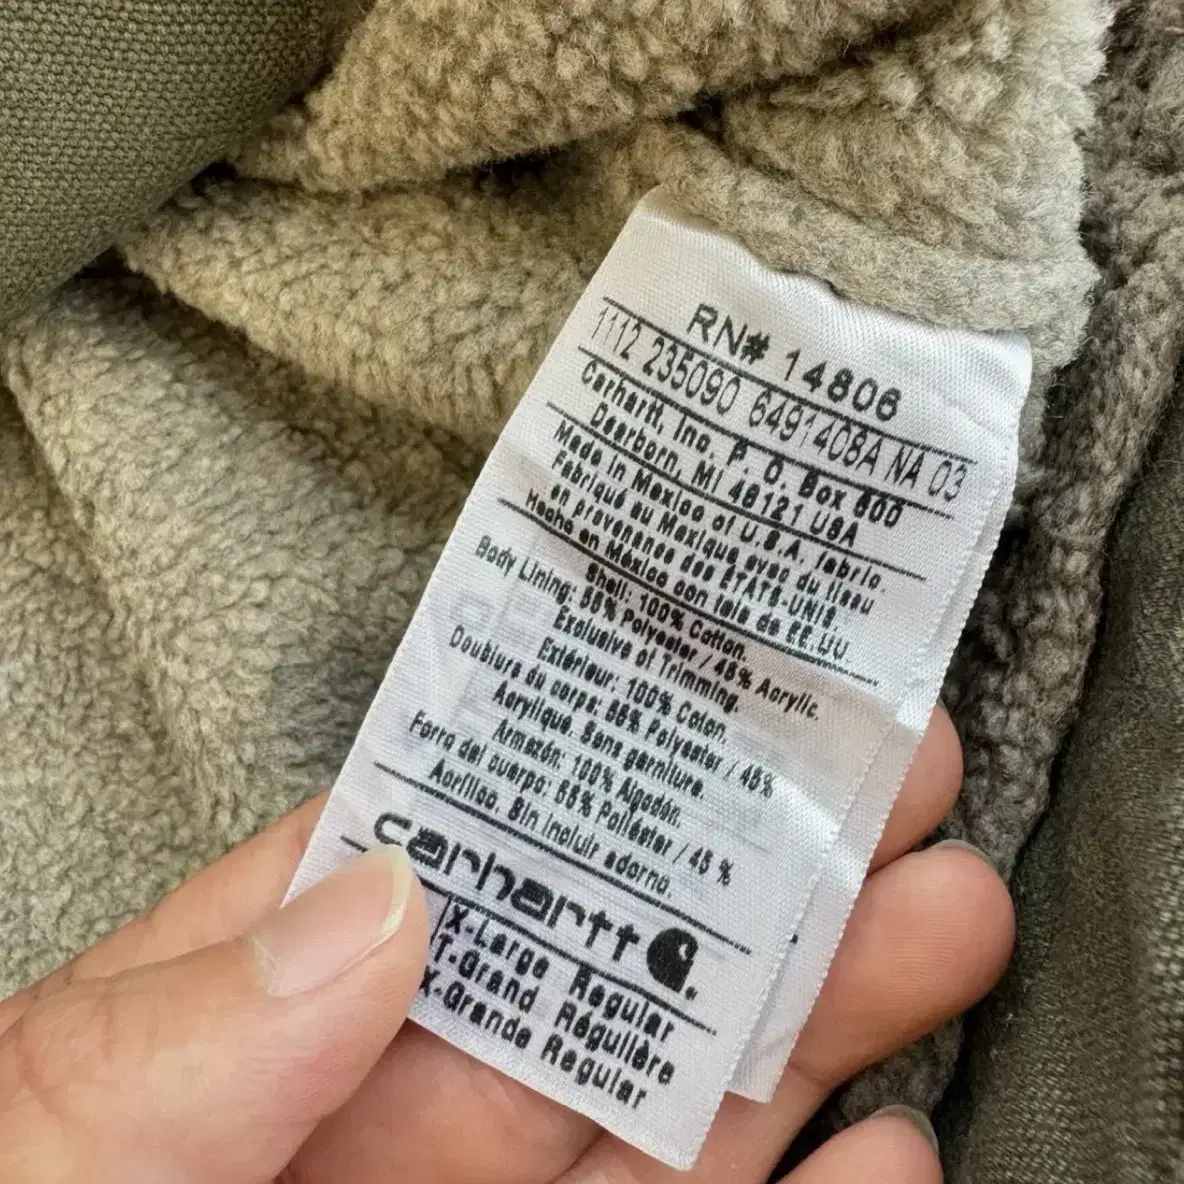 RN# 14806
1112 235090 6491408A NA 03
Carhartt, Inc. P. O. Box 600
Dearborn, MI 48121 USA
Made in Mexico of U.S.A. fabric.
Fabriqué au Mexique avec du tissu
en provenance des ÉTATS-UNIS.
Hecho en México con tela de EE.UU.
Shell: 100% Cotton.
Body Lining: 55% Polyester / 45% Acrylic.
Exclusive of Trimming.
Extérieur: 100% Coton.
Doublure du corps: 55% Polyester / 45%
Acrylique. Sans garniture.
Armazón: 100% Algodón.
Forro del cuerpo: 55% Poliéster / 45 %
Acrílico. Sin incluir adorno.
carhartt
X-Large Regular
T-Grand Régulière
X-Grande Regular